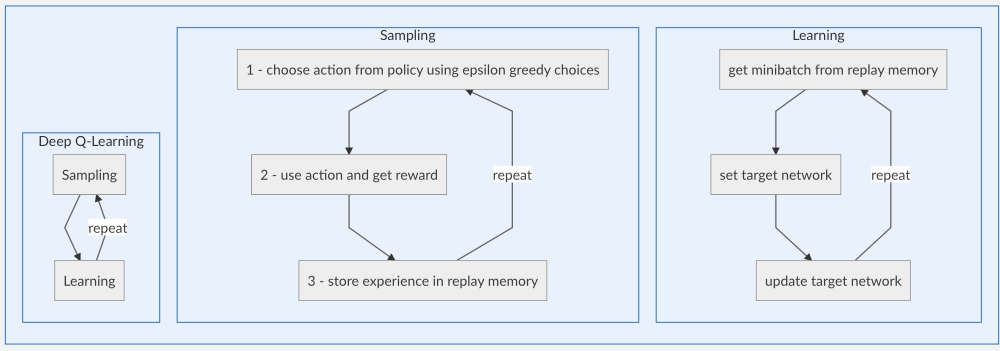 Deep Q-Learning
Sampling
repeat
Learning
Sampling
1 - choose action from policy using epsilon greedy choices
2 - use action and get reward
repeat
3 - store experience in replay memory
Learning
get minibatch from replay memory
set target network
repeat
update target network